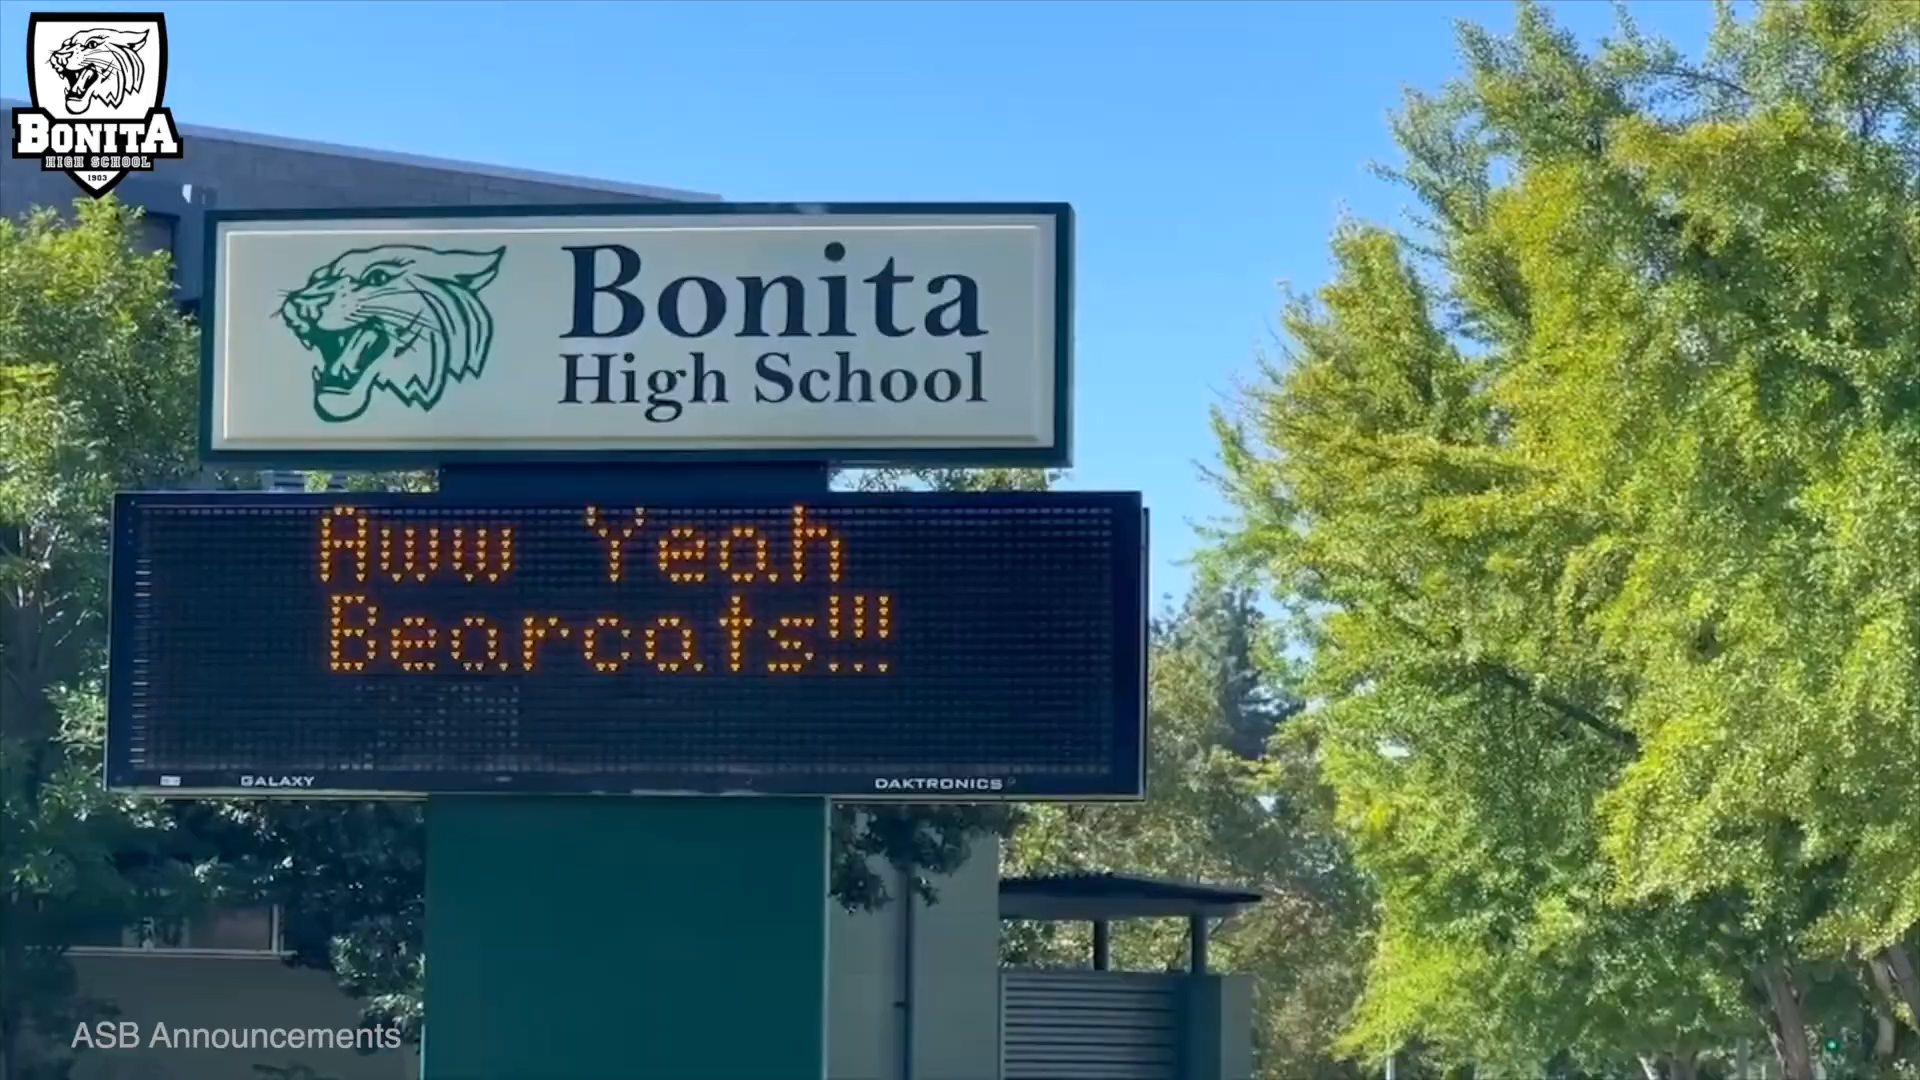 BONITA
HIGH SCHOOL
1903
Bonita
High School
Aww Yeah
Bearcats!!!
GALAXY
DAKTRONICS
ASB Announcements